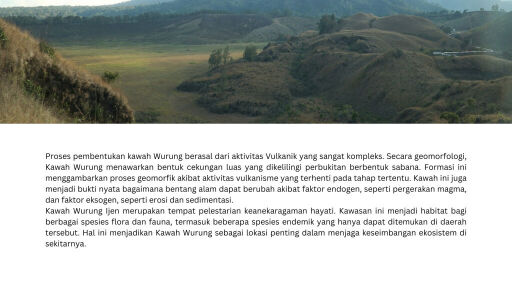 Proses pembentukan kawah Wurung berasal dari aktivitas Vulkanik yang sangat kompleks. Secara geomorfologi,
Kawah Wurung menawarkan bentuk cekungan luas yang dikelilingi perbukitan berbentuk sabana. Formasi ini
menggambarkan proses geomorfik akibat aktivitas vulkanisme yang terhenti pada tahap tertentu. Kawah ini juga
menjadi bukti nyata bagaimana bentang alam dapat berubah akibat faktor endogen, seperti pergerakan magma,
dan faktor eksogen, seperti erosi dan sedimentasi.
Kawah Wurung Ijen merupakan tempat pelestarian keanekaragaman hayati. Kawasan ini menjadi habitat bagi
berbagai spesies flora dan fauna, termasuk beberapa spesies endemik yang hanya dapat ditemukan di daerah
tersebut. Hal ini menjadikan Kawah Wurung sebagai lokasi penting dalam menjaga keseimbangan ekosistem di
sekitarnya.